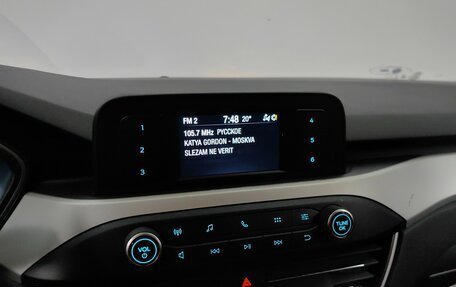 FM 2 7:48 20°
1 105.7 MHz РУССКОЕ 4
2 KATYA GORDON - MOSKVA 5
3 SLEZAM NE VERIT 6
VOL TUNE OK